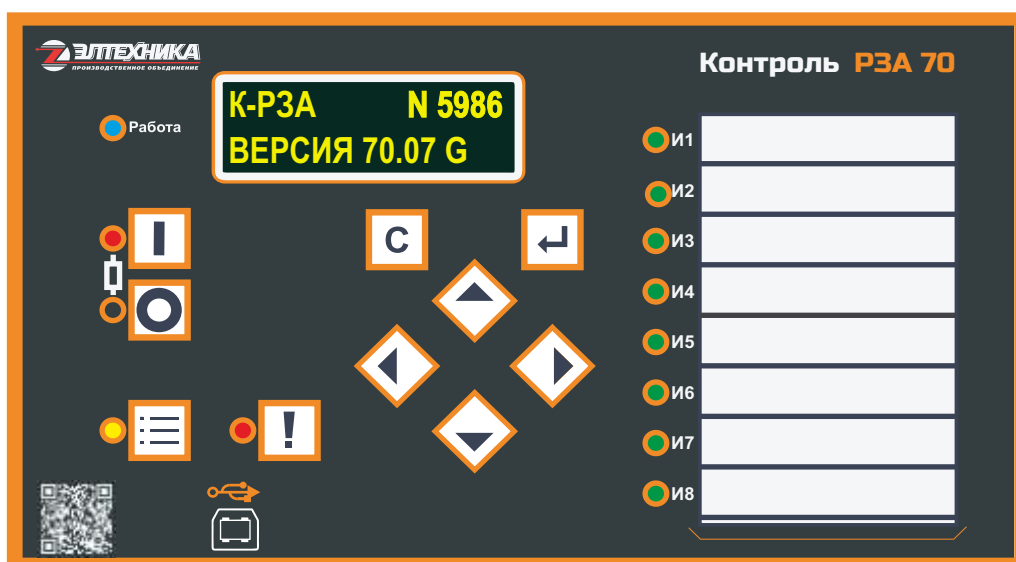 ЭЛТЕХНИКА
ПРОИЗВОДСТВЕННОЕ ОБЪЕДИНЕНИЕ
Контроль РЗА 70
К-РЗА N 5986
ВЕРСИЯ 70.07 G
Работа
C
!
И1
И2
И3
И4
И5
И6
И7
И8